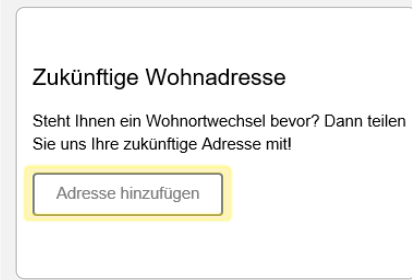 Zukünftige Wohnadresse
Steht Ihnen ein Wohnortwechsel bevor? Dann teilen
Sie uns Ihre zukünftige Adresse mit!
Adresse hinzufügen